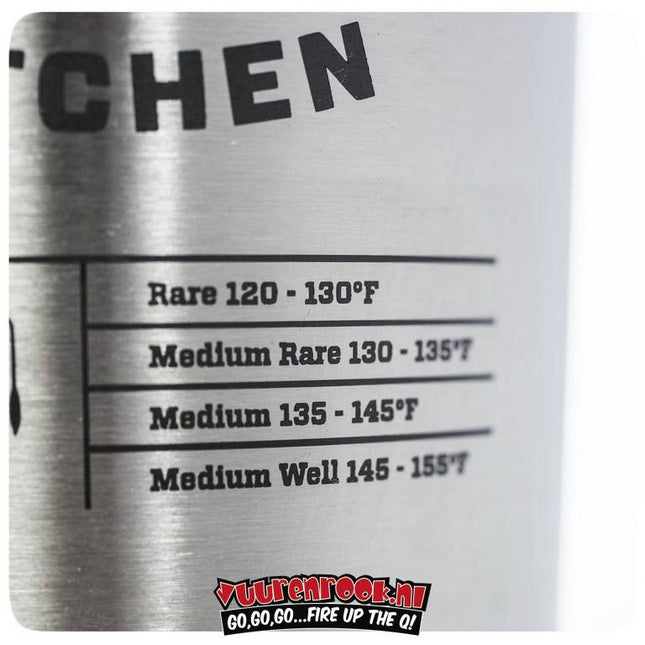 TCHEN
Rare 120 - 130°F
Medium Rare 130 - 135°F
Medium 135 - 145°F
Medium Well 145 - 155°F
vuurenrook.nl
GO,GO,GO...FIRE UP THE Q!